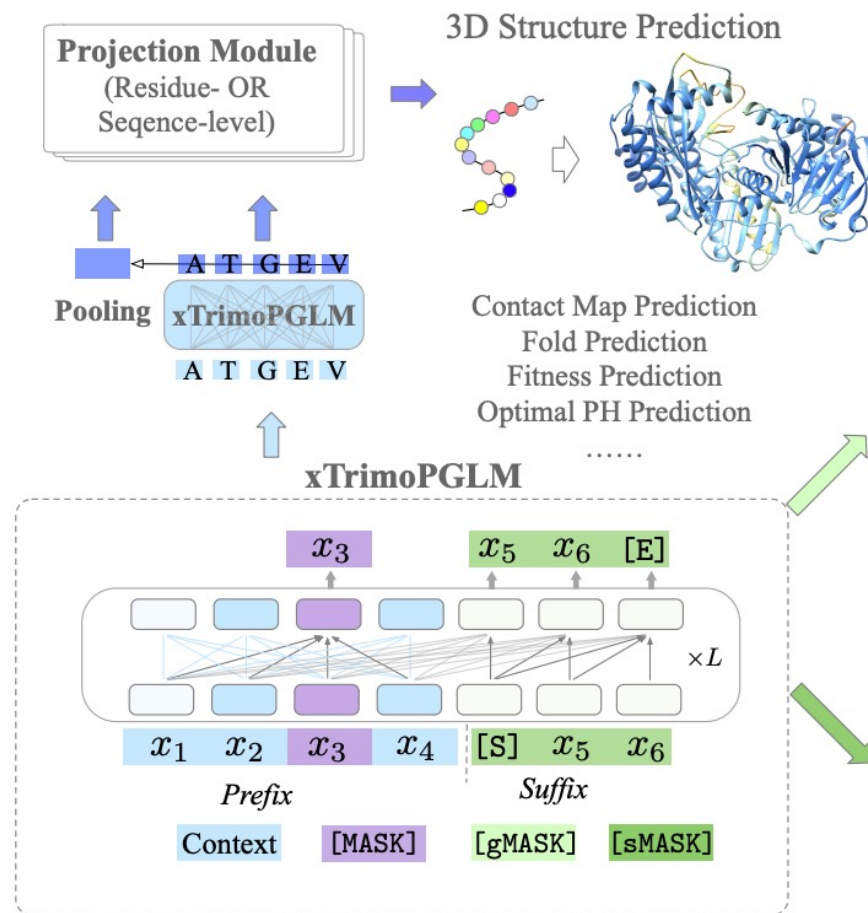 Projection Module
(Residue- OR
Seqence-level)
3D Structure Prediction
A T G E V
Pooling
xTrimoPGLM
A T G E V
Contact Map Prediction
Fold Prediction
Fitness Prediction
Optimal PH Prediction
......
xTrimoPGLM
x3 x5 x6 [E]
×L
x1 x2 x3 x4 [S] x5 x6
Prefix Suffix
Context [MASK] [gMASK] [sMASK]